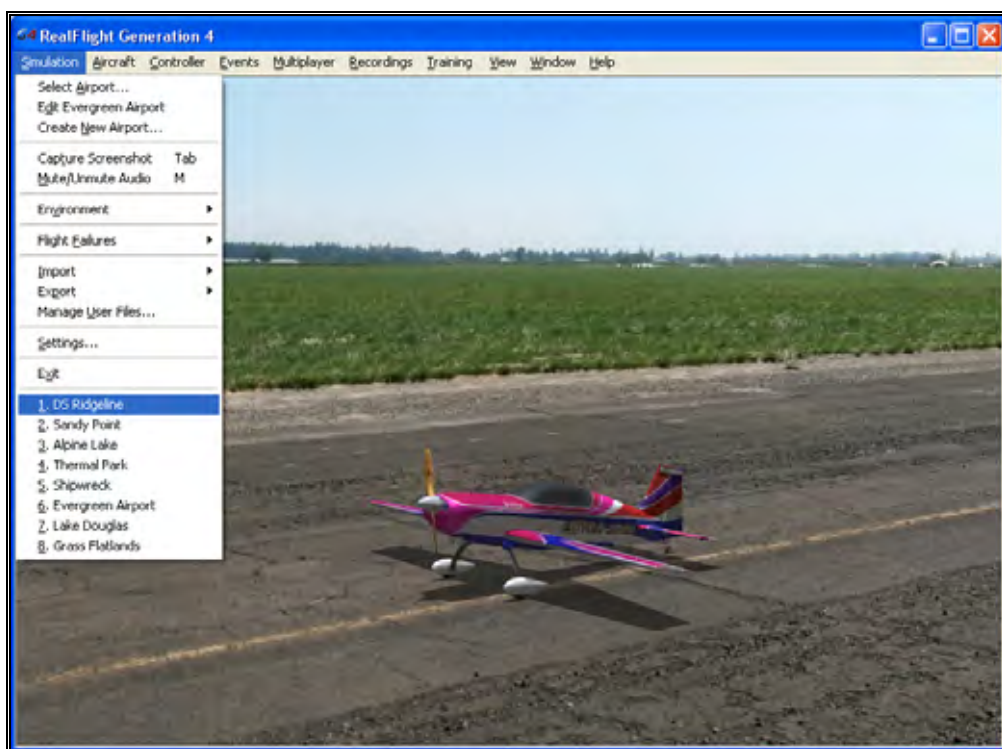 G4 RealFlight Generation 4
Simulation Aircraft Controller Events Multiplayer Recordings Training View Window Help
Select Airport...
Edit Evergreen Airport
Create New Airport...
Capture Screenshot Tab
Mute/Unmute Audio M
Environment
Flight Failures
Import
Export
Manage User Files...
Settings...
Exit
1. DS Ridgeline
2. Sandy Point
3. Alpine Lake
4. Thermal Park
5. Shipwreck
6. Evergreen Airport
7. Lake Douglas
8. Grass Flatlands